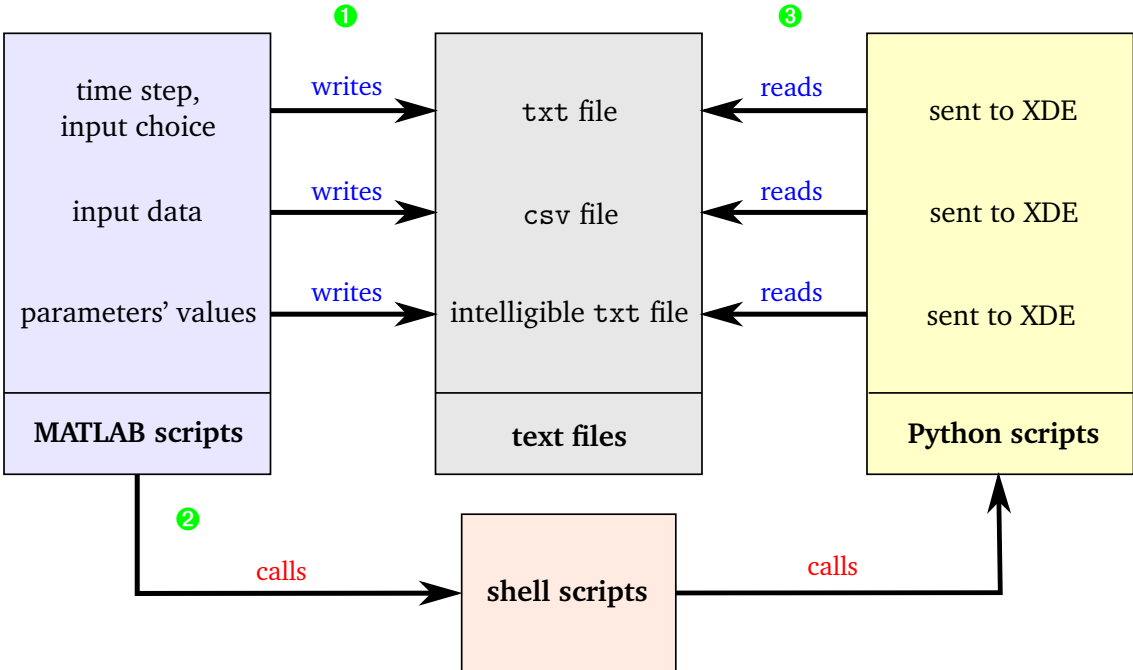 ❶
❸
time step,
input choice
writes
txt file
reads
sent to XDE
input data
writes
csv file
reads
sent to XDE
parameters’ values
writes
intelligible txt file
reads
sent to XDE
MATLAB scripts
text files
Python scripts
❷
calls
shell scripts
calls